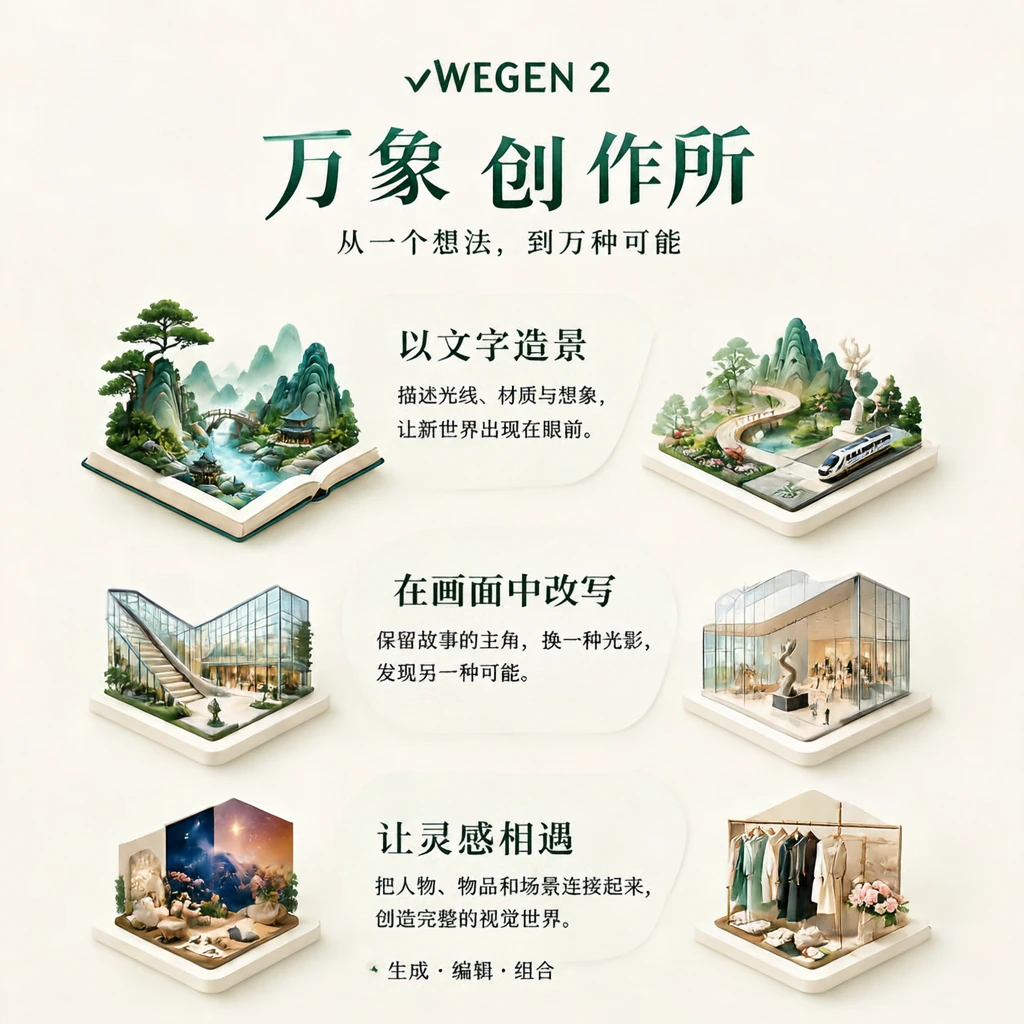 ✓WEGEN 2
万象创作所
从一个想法，到万种可能
以文字造景
描述光线、材质与想象，
让新世界出现在眼前。
在画面中改写
保留故事的主角，换一种光影，
发现另一种可能。
让灵感相遇
把人物、物品和场景连接起来，
创造完整的视觉世界。
生成·编辑·组合